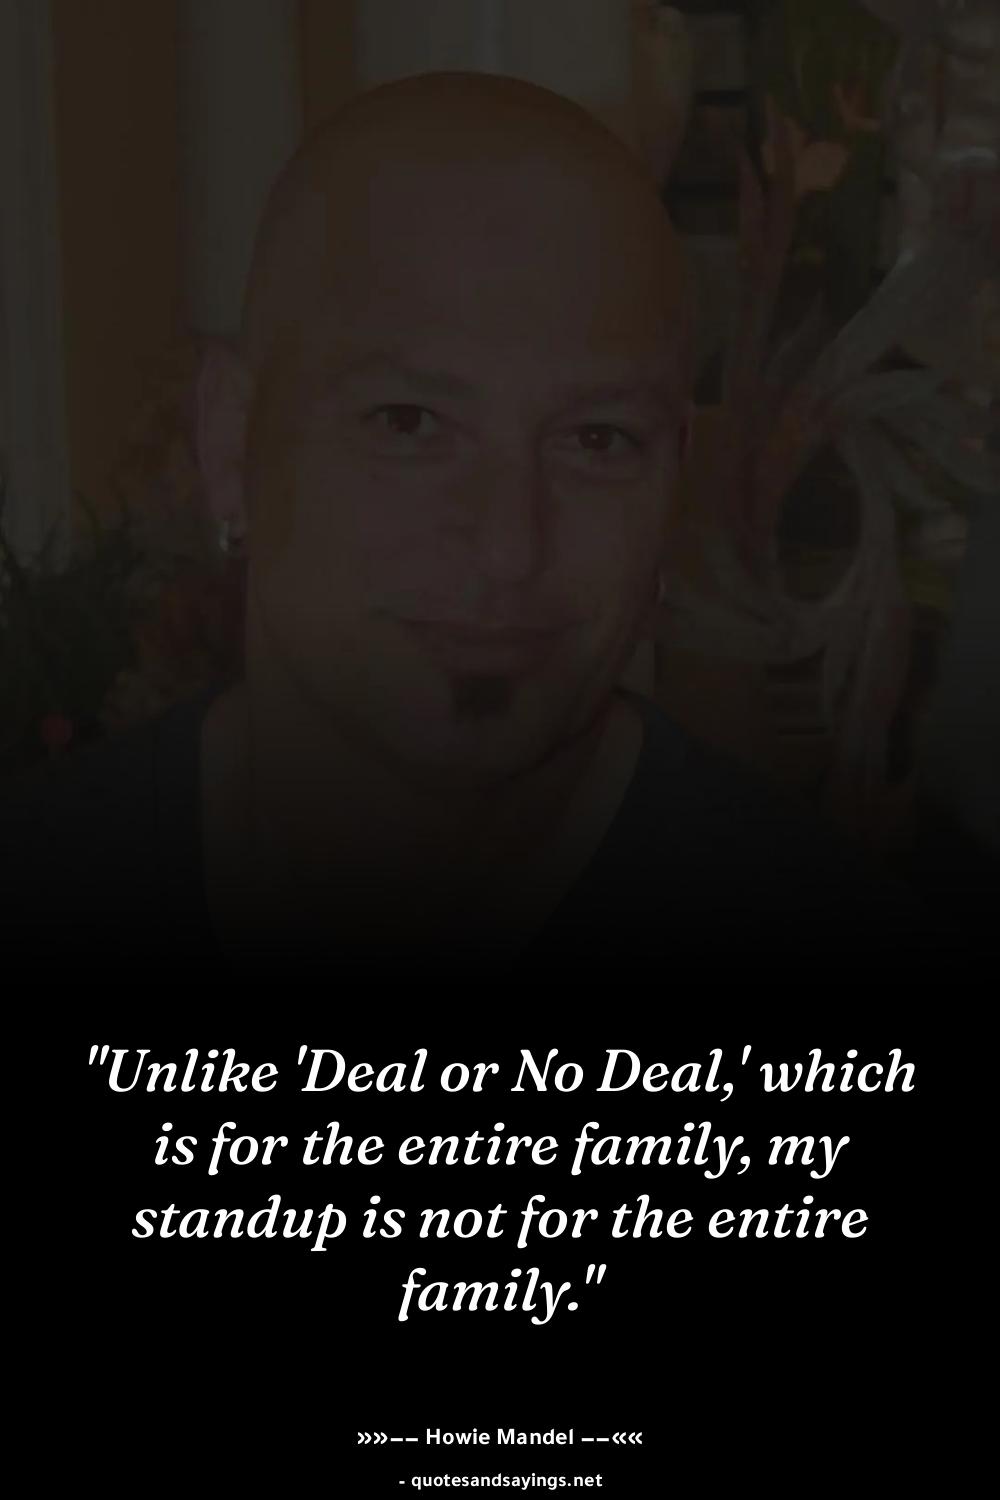 "Unlike 'Deal or No Deal,' which
is for the entire family, my
standup is not for the entire
family."
»»−− Howie Mandel −−««
- quotesandsayings.net